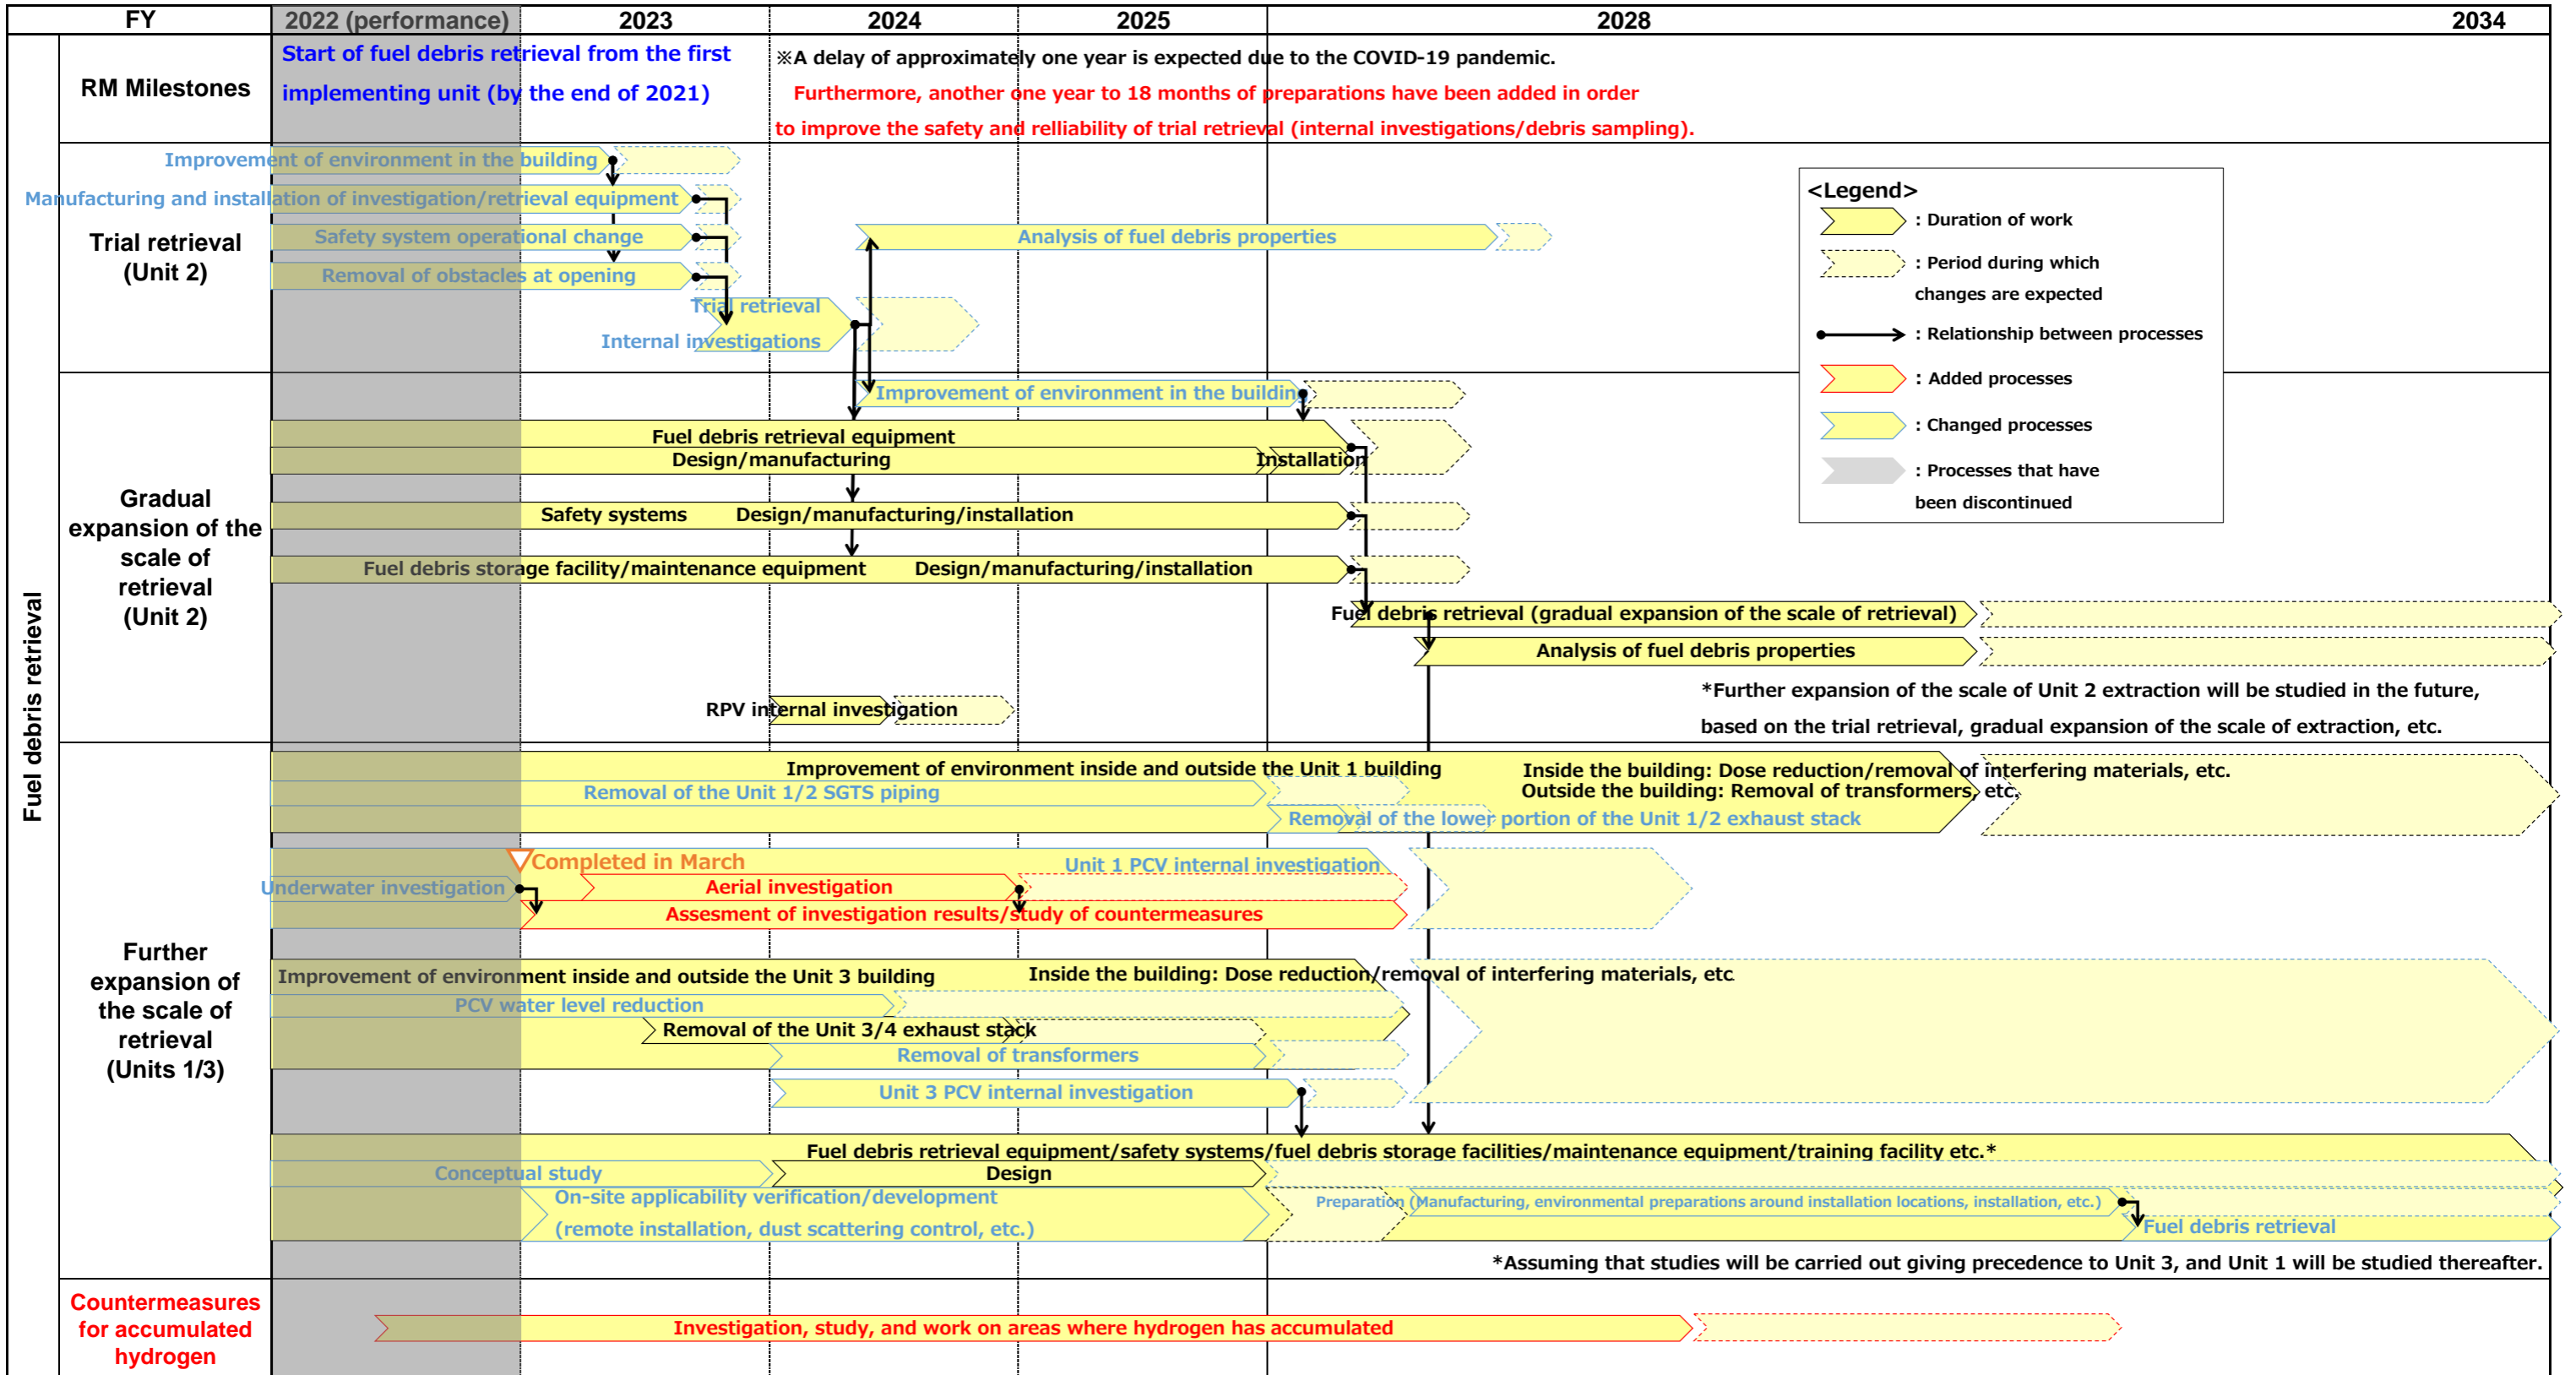 FY
2022 (performance)
2023
2024
2025
2028
2034
Fuel debris retrieval
RM Milestones
Start of fuel debris retrieval from the first
implementing unit (by the end of 2021)
※A delay of approximately one year is expected due to the COVID-19 pandemic.
Furthermore, another one year to 18 months of preparations have been added in order
to improve the safety and relliability of trial retrieval (internal investigations/debris sampling).
Trial retrieval
(Unit 2)
Improvement of environment in the building
Manufacturing and installation of investigation/retrieval equipment
Safety system operational change
Analysis of fuel debris properties
Removal of obstacles at opening
Trial retrieval
Internal investigations
<Legend>
: Duration of work
: Period during which
changes are expected
: Relationship between processes
: Added processes
: Changed processes
: Processes that have
been discontinued
Gradual
expansion of the
scale of
retrieval
(Unit 2)
Improvement of environment in the building
Fuel debris retrieval equipment
Design/manufacturing
Installation
Safety systems
Design/manufacturing/installation
Fuel debris storage facility/maintenance equipment
Design/manufacturing/installation
Fuel debris retrieval (gradual expansion of the scale of retrieval)
Analysis of fuel debris properties
RPV internal investigation
*Further expansion of the scale of Unit 2 extraction will be studied in the future,
based on the trial retrieval, gradual expansion of the scale of extraction, etc.
Further
expansion of
the scale of
retrieval
(Units 1/3)
Improvement of environment inside and outside the Unit 1 building
Inside the building: Dose reduction/removal of interfering materials, etc.
Outside the building: Removal of transformers, etc.
Removal of the Unit 1/2 SGTS piping
Removal of the lower portion of the Unit 1/2 exhaust stack
Completed in March
Unit 1 PCV internal investigation
Underwater investigation
Aerial investigation
Assesment of investigation results/study of countermeasures
Improvement of environment inside and outside the Unit 3 building
Inside the building: Dose reduction/removal of interfering materials, etc
PCV water level reduction
Removal of the Unit 3/4 exhaust stack
Removal of transformers
Unit 3 PCV internal investigation
Fuel debris retrieval equipment/safety systems/fuel debris storage facilities/maintenance equipment/training facility etc.*
Conceptual study
Design
On-site applicability verification/development
(remote installation, dust scattering control, etc.)
Preparation (Manufacturing, environmental preparations around installation locations, installation, etc.)
Fuel debris retrieval
*Assuming that studies will be carried out giving precedence to Unit 3, and Unit 1 will be studied thereafter.
Countermeasures
for accumulated
hydrogen
Investigation, study, and work on areas where hydrogen has accumulated